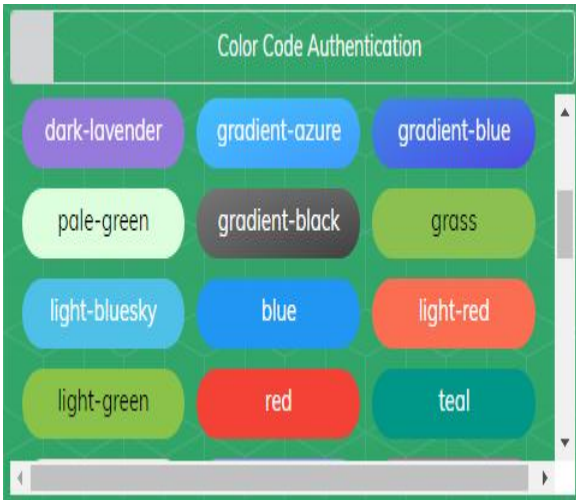 Color Code Authentication
dark-lavender gradient-azure gradient-blue
pale-green gradient-black grass
light-bluesky blue light-red
light-green red teal